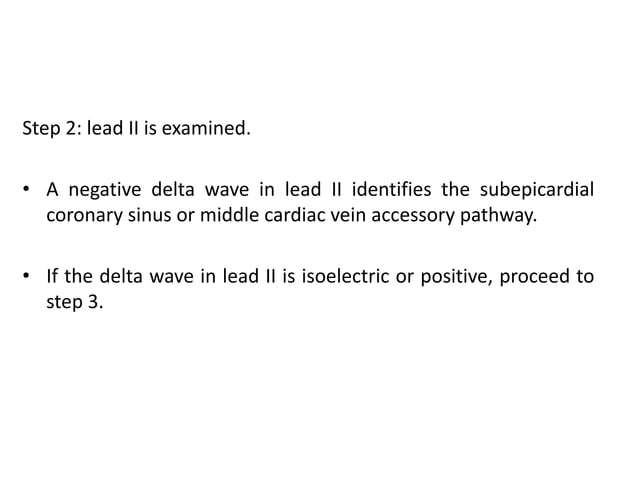 Step 2: lead II is examined.
• A negative delta wave in lead II identifies the subepicardial
coronary sinus or middle cardiac vein accessory pathway.
• If the delta wave in lead II is isoelectric or positive, proceed to
step 3.